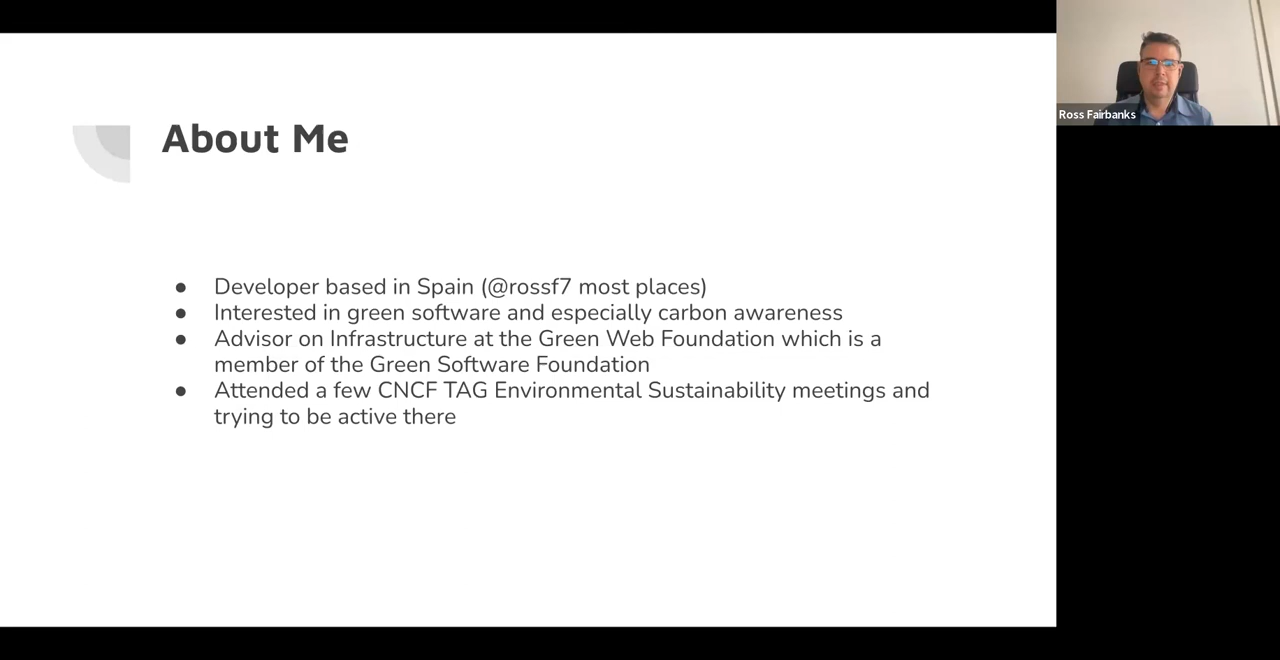 About Me
● Developer based in Spain (@rossf7 most places)
● Interested in green software and especially carbon awareness
● Advisor on Infrastructure at the Green Web Foundation which is a
member of the Green Software Foundation
● Attended a few CNCF TAG Environmental Sustainability meetings and
trying to be active there
Ross Fairbanks